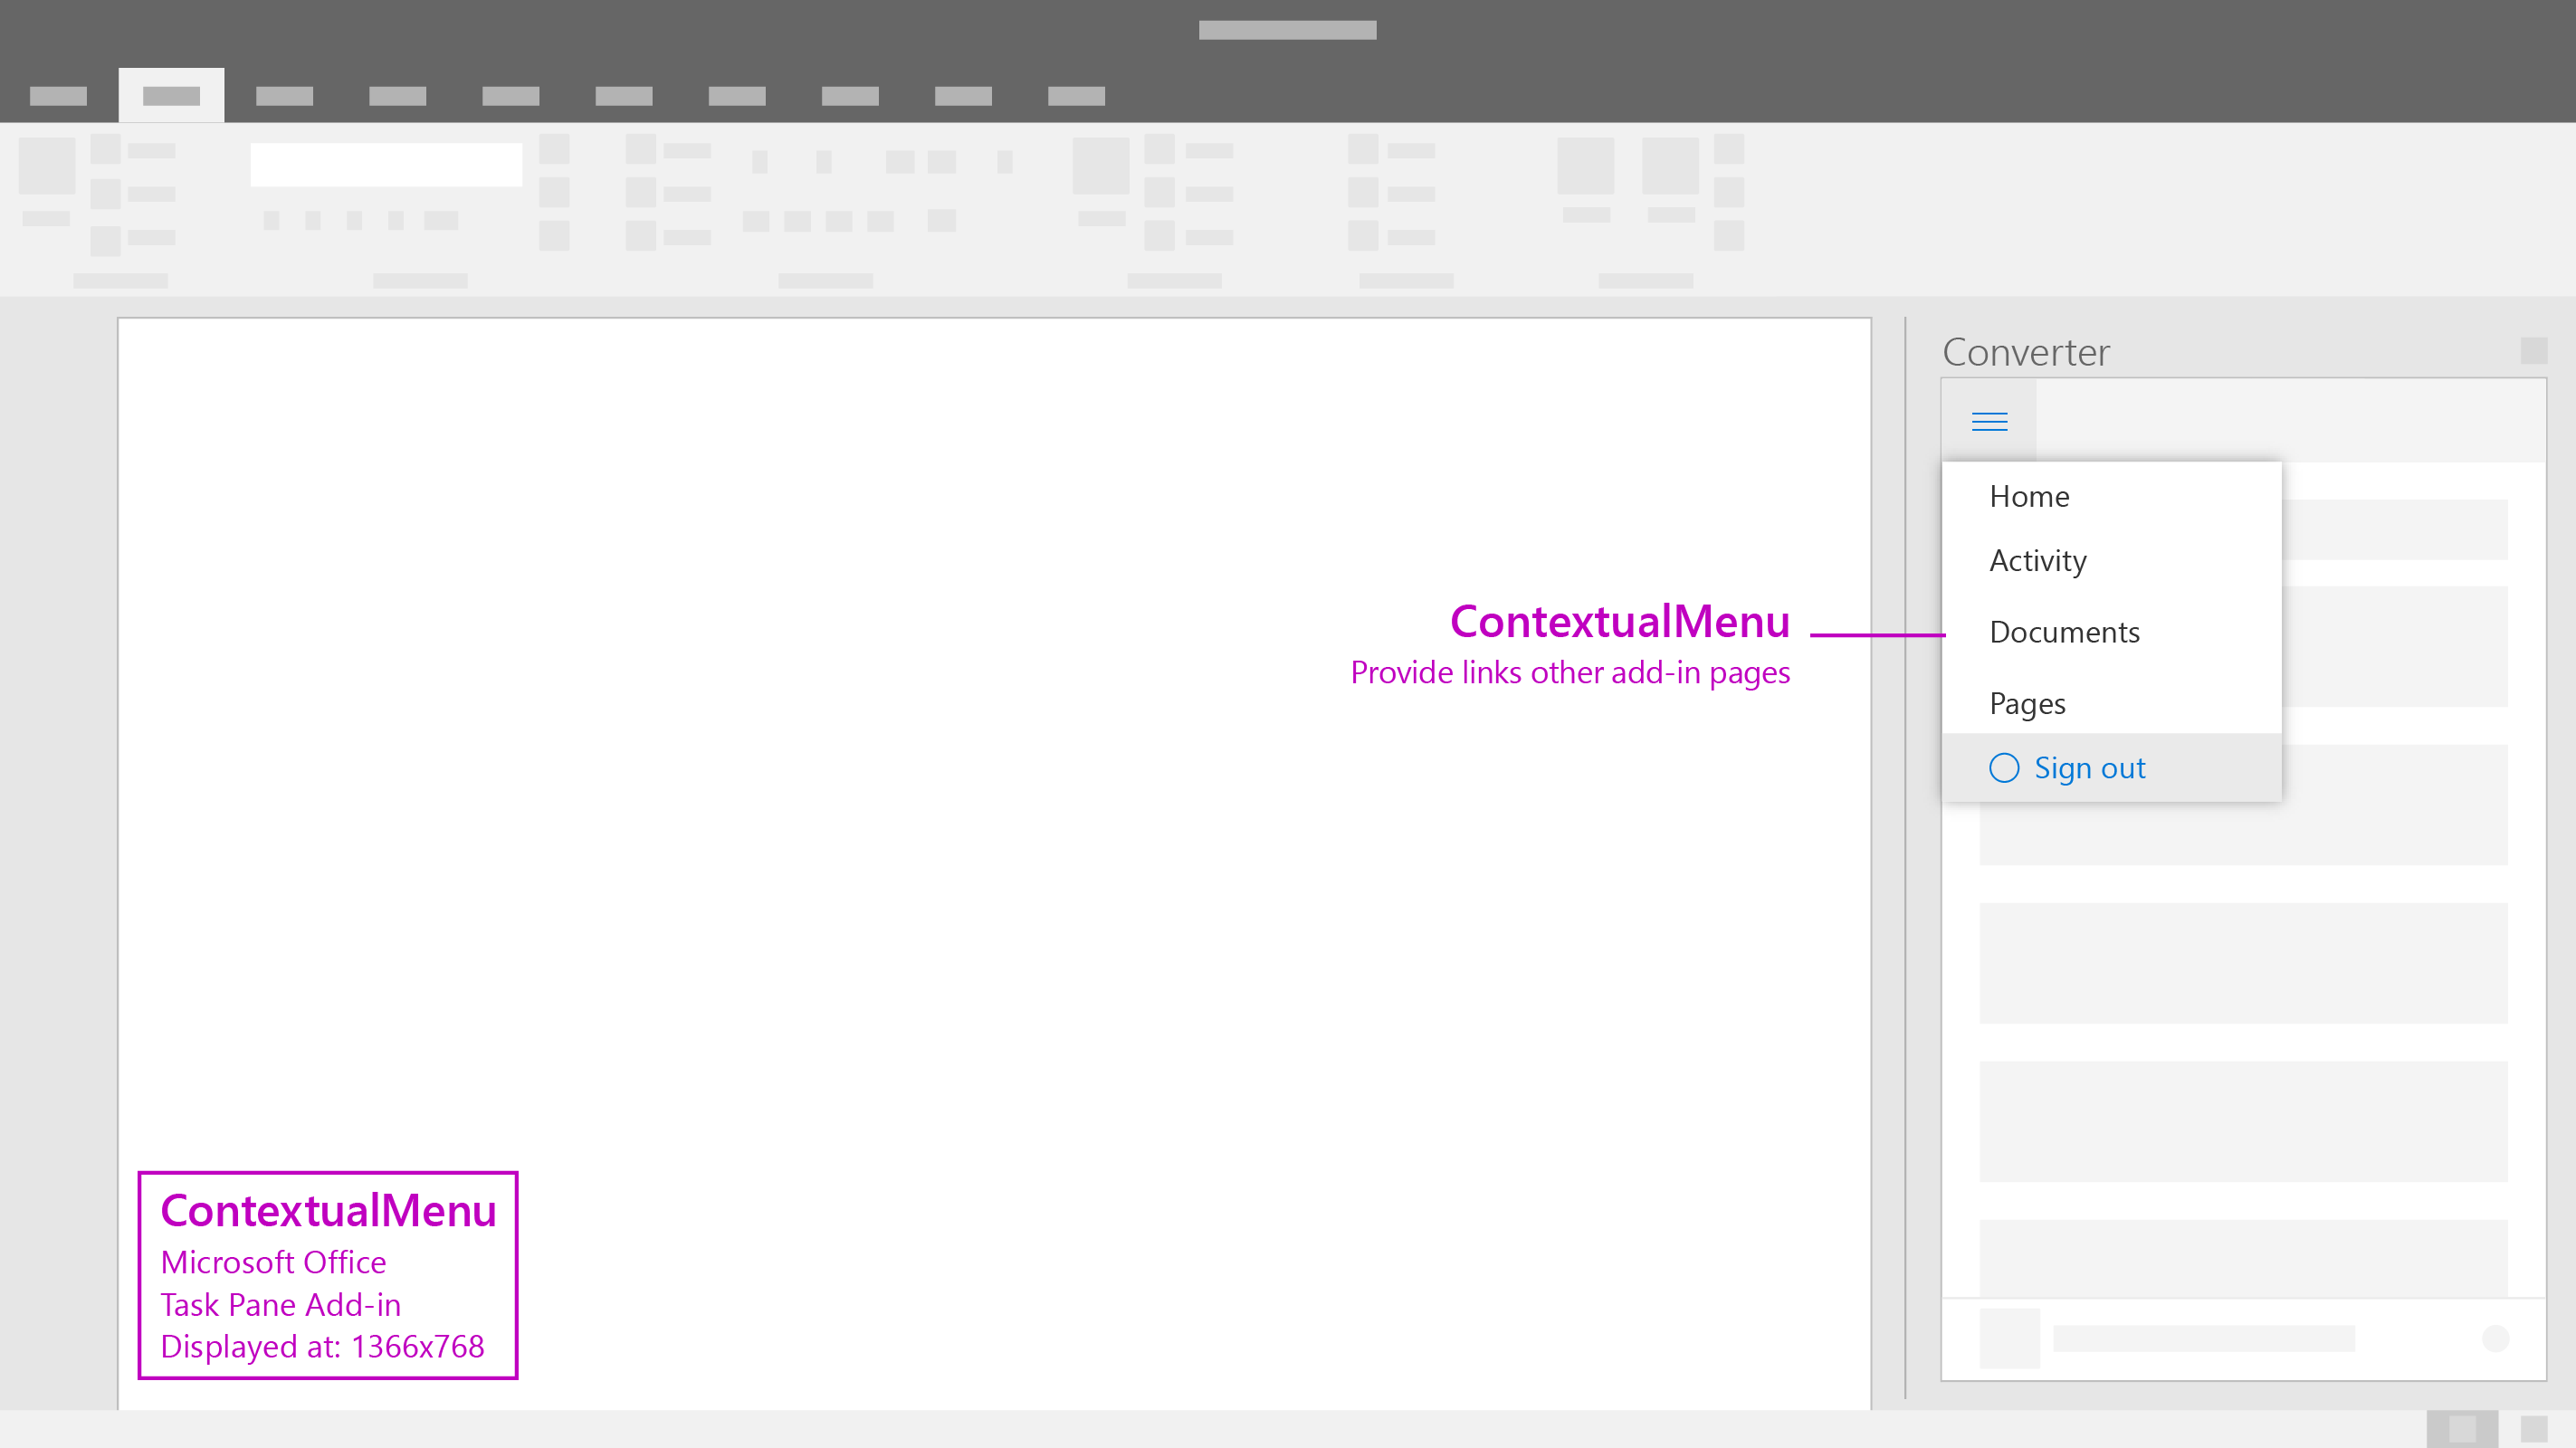 Converter
Home
Activity
Documents
Pages
Sign out
ContextualMenu
Provide links other add-in pages
ContextualMenu
Microsoft Office
Task Pane Add-in
Displayed at: 1366x768